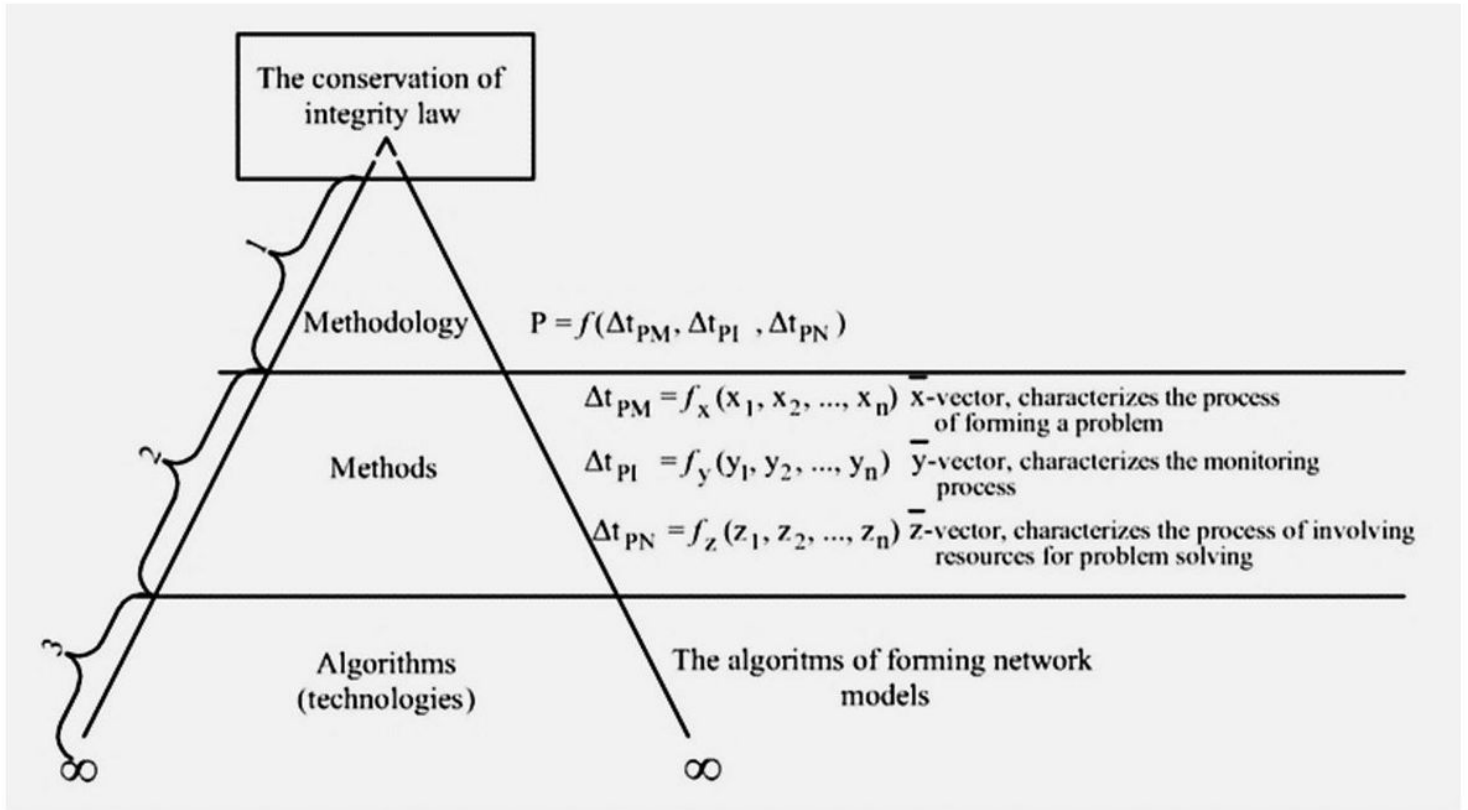 The conservation of
integrity law
1
Methodology
P = f(Δt_PM, Δt_PI , Δt_PN )
2
Methods
Δt_PM = f_x (x_1, x_2, ..., x_n) x̅-vector, characterizes the process
of forming a problem
Δt_PI = f_y (y_1, y_2, ..., y_n) y̅-vector, characterizes the monitoring
process
Δt_PN = f_z (z_1, z_2, ..., z_n) z̅-vector, characterizes the process of involving
resources for problem solving
3
Algorithms
(technologies)
The algoritms of forming network
models
∞
∞